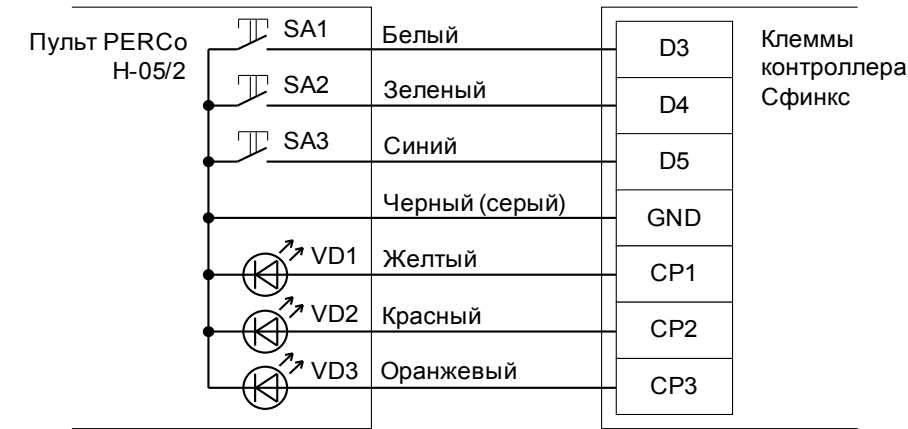 Пульт PERCo
H-05/2
SA1 Белый D3
SA2 Зеленый D4
SA3 Синий D5
Черный (серый) GND
VD1 Желтый CP1
VD2 Красный CP2
VD3 Оранжевый CP3
Клеммы
контроллера
Сфинкс